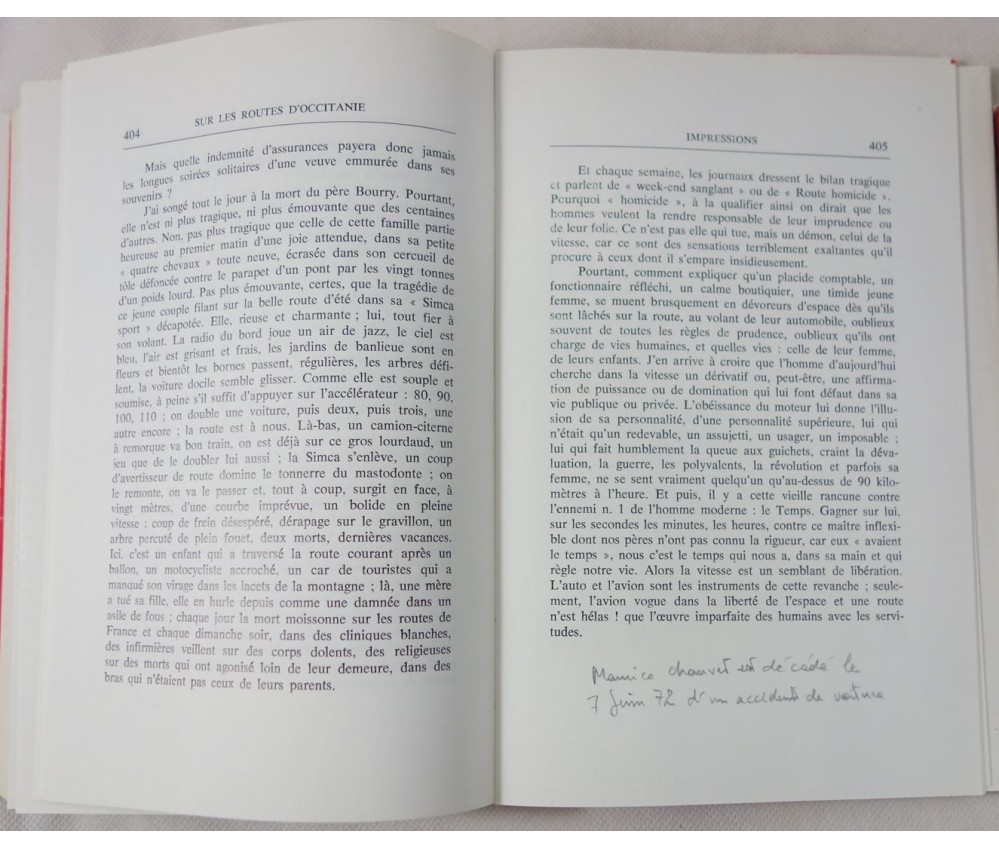 404
SUR LES ROUTES D'OCCITANIE
Mais quelle indemnité d'assurances payera donc jamais
les longues soirées solitaires d'une veuve emmurée dans ses
souvenirs ?
J'ai songé tout le jour à la mort du père Bourry. Pourtant,
elle n'est ni plus tragique, ni plus émouvante que des centaines
d'autres. Non, pas plus tragique que celle de cette famille partie
heureuse au premier matin d'une joie attendue, dans sa petite
« quatre chevaux » toute neuve, écrasée dans son cercueil de
tôle défoncée contre le parapet d'un pont par les vingt tonnes
d'un poids lourd. Pas plus émouvante, certes, que la tragédie de
ce jeune couple filant sur la belle route d'été dans sa « Simca
sport » décapotée. Elle, rieuse et charmante ; lui, tout fier à
son volant. La radio du bord joue un air de jazz, le ciel est
bleu, l'air est grisant et frais, les jardins de banlieue sont en
fleurs et bientôt les bornes passent, régulières, les arbres défi-
lent, la voiture docile semble glisser. Comme elle est souple et
soumise, à peine s'il suffit d'appuyer sur l'accélérateur : 80, 90,
100, 110 ; on double une voiture, puis deux, puis trois, une
autre encore ; la route est à nous. Là-bas, un camion-citerne
à remorque va bon train, on est déjà sur ce gros lourdaud, un
jeu que de le doubler lui aussi ; la Simca s'enlève, un coup
d'avertisseur de route domine le tonnerre du mastodonte ; on
le remonte, on va le passer et, tout à coup, surgit en face, à
vingt mètres, d'une courbe imprévue, un bolide en pleine
vitesse : coup de frein désespéré, dérapage sur le gravillon, un
arbre percuté de plein fouet, deux morts, dernières vacances.
Ici, c'est un enfant qui a traversé la route courant après un
ballon, un motocycliste accroché, un car de touristes qui a
manqué son virage dans les lacets de la montagne ; là, une mère
a tué sa fille, elle en hurle depuis comme une damnée dans un
asile de fous ; chaque jour la mort moissonne sur les routes de
France et chaque dimanche soir, dans des cliniques blanches,
des infirmières veillent sur des corps dolents, des religieuses
sur des morts qui ont agonisé loin de leur demeure, dans des
bras qui n'étaient pas ceux de leurs parents.
IMPRESSIONS
405
Et chaque semaine, les journaux dressent le bilan tragique
et parlent de « week-end sanglant » ou de « Route homicide ».
Pourquoi « homicide », à la qualifier ainsi on dirait que les
hommes veulent la rendre responsable de leur imprudence ou
de leur folie. Ce n'est pas elle qui tue, mais un démon, celui de la
vitesse, car ce sont des sensations terriblement exaltantes qu'il
procure à ceux dont il s'empare insidieusement.
Pourtant, comment expliquer qu'un placide comptable, un
fonctionnaire réfléchi, un calme boutiquier, une timide jeune
femme, se muent brusquement en dévoreurs d'espace dès qu'ils
sont lâchés sur la route, au volant de leur automobile, oublieux
souvent de toutes les règles de prudence, oublieux qu'ils ont
charge de vies humaines, et quelles vies : celle de leur femme,
de leurs enfants. J'en arrive à croire que l'homme d'aujourd'hui
cherche dans la vitesse un dérivatif ou, peut-être, une affirma-
tion de puissance ou de domination qui lui font défaut dans sa
vie publique ou privée. L'obéissance du moteur lui donne l'illu-
sion de sa personnalité, d'une personnalité supérieure, lui qui
n'était qu'un redevable, un assujetti, un usager, un imposable ;
lui qui fait humblement la queue aux guichets, craint la déva-
luation, la guerre, les polyvalents, la révolution et parfois sa
femme, ne se sent vraiment quelqu'un qu'au-dessus de 90 kilo-
mètres à l'heure. Et puis, il y a cette vieille rancune contre
l'ennemi n. 1 de l'homme moderne : le Temps. Gagner sur lui,
sur les secondes les minutes, les heures, contre ce maître inflexi-
ble dont nos pères n'ont pas connu la rigueur, car eux « avaient
le temps », nous c'est le temps qui nous a, dans sa main et qui
règle notre vie. Alors la vitesse est un semblant de libération.
L'auto et l'avion sont les instruments de cette revanche ; seule-
ment, l'avion vogue dans la liberté de l'espace et une route
n'est hélas ! que l'œuvre imparfaite des humains avec les servi-
tudes.
Maurice Chauvet est décédé le
7 Juin 72 d'un accident de voiture